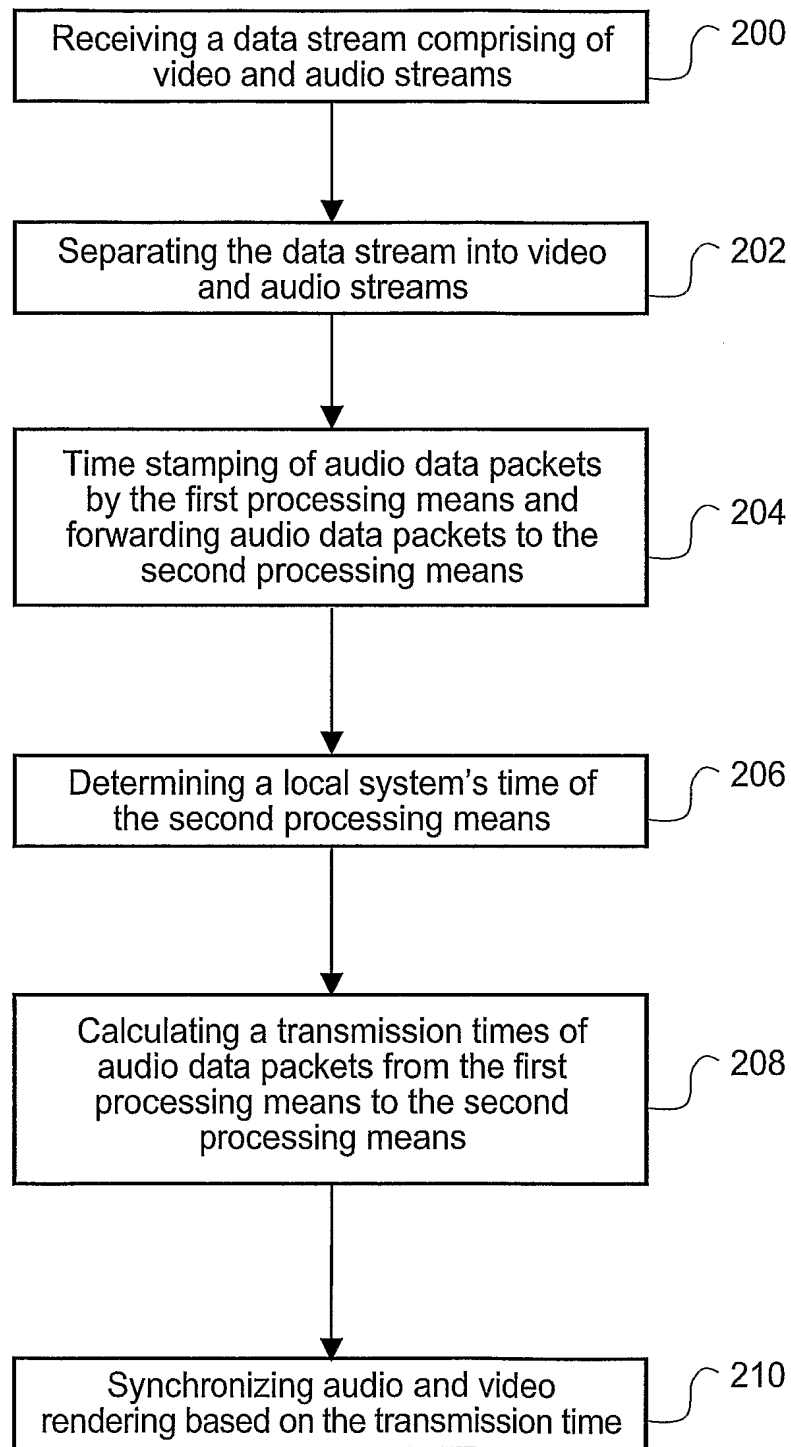 Receiving a data stream comprising of
video and audio streams
200
Separating the data stream into video
and audio streams
202
Time stamping of audio data packets
by the first processing means and
forwarding audio data packets to the
second processing means
204
Determining a local system's time of
the second processing means
206
Calculating a transmission times of
audio data packets from the first
processing means to the second
processing means
208
Synchronizing audio and video
rendering based on the transmission time
210